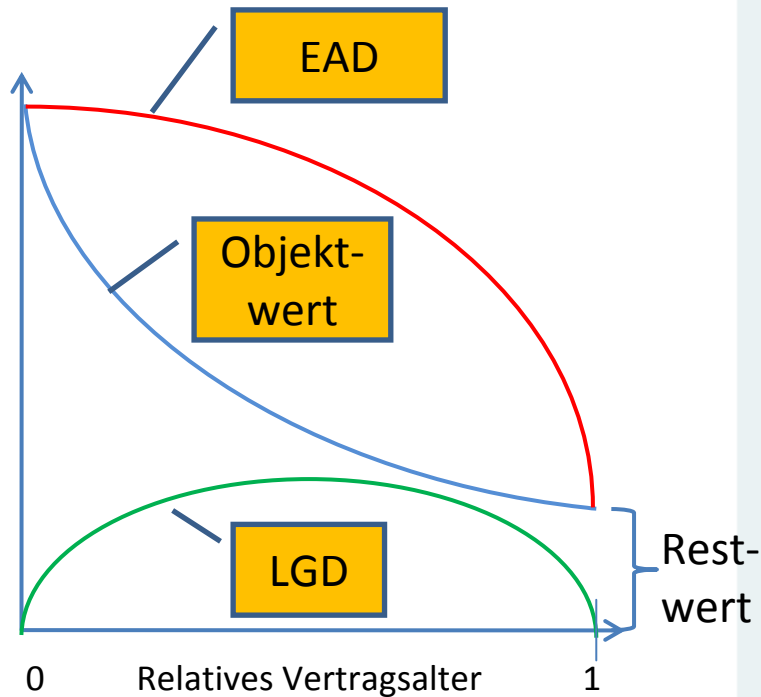 EAD
Objekt-
wert
LGD
Rest-
wert
0 Relatives Vertragsalter 1